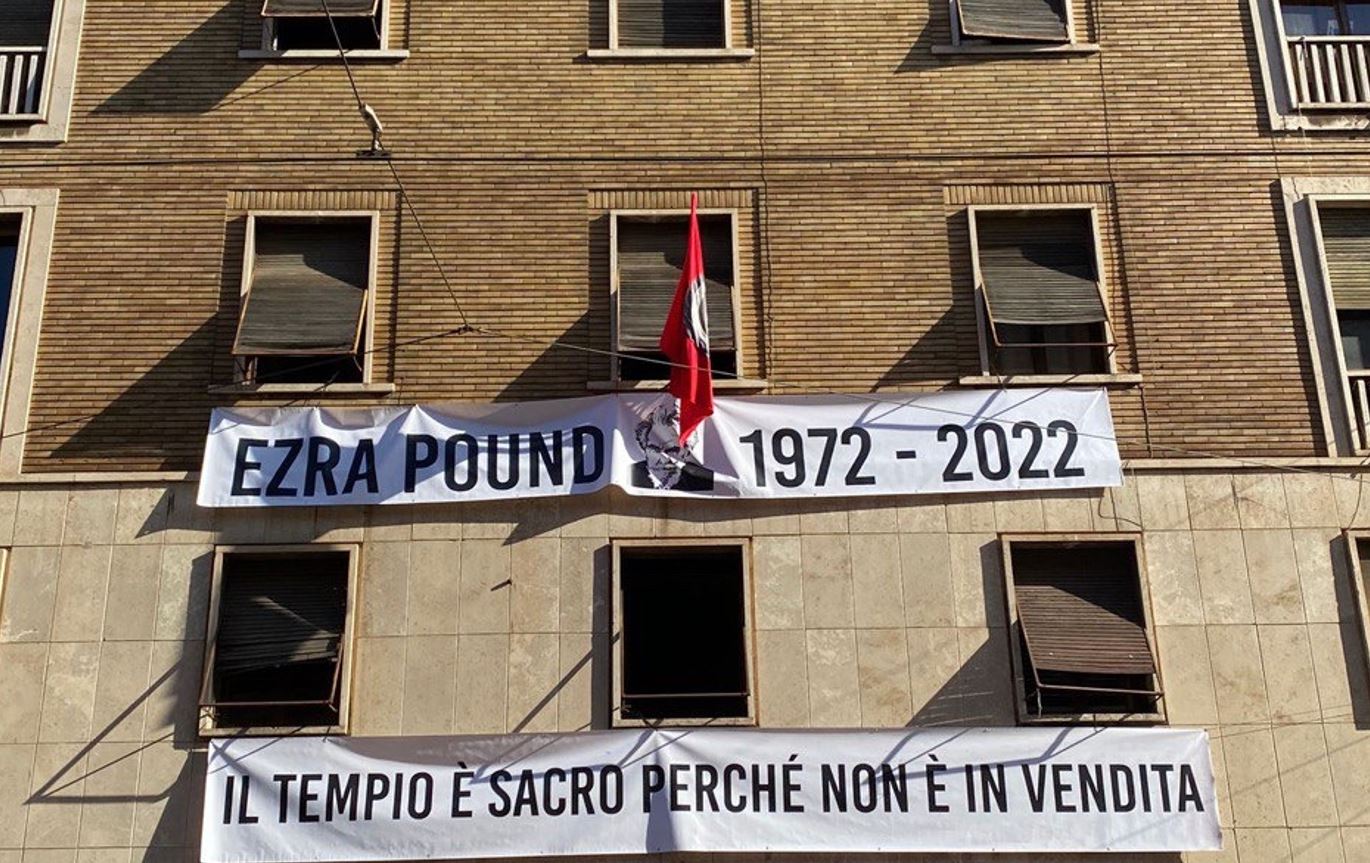 EZRA POUND 1972 - 2022
IL TEMPIO È SACRO PERCHÉ NON È IN VENDITA